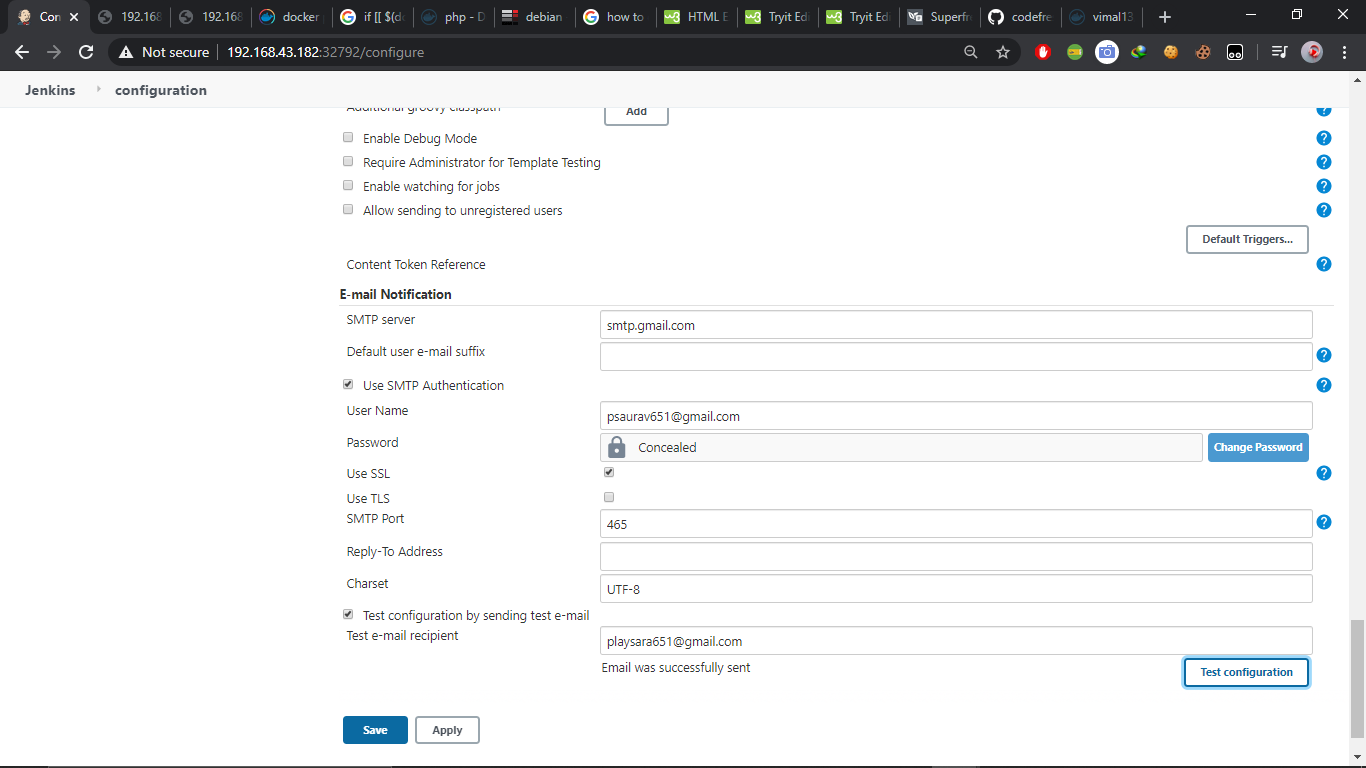 Con
192.168
192.168
docker
if [[ $(d
php - D
debian
how to
HTML E
Tryit Edi
Tryit Edi
Superfr
codefre
vimal13
Not secure
192.168.43.182:32792/configure
Jenkins
configuration
Additional groovy classpath
Add
Enable Debug Mode
Require Administrator for Template Testing
Enable watching for jobs
Allow sending to unregistered users
Default Triggers...
Content Token Reference
E-mail Notification
SMTP server
smtp.gmail.com
Default user e-mail suffix
Use SMTP Authentication
User Name
psaurav651@gmail.com
Password
Concealed
Change Password
Use SSL
Use TLS
SMTP Port
465
Reply-To Address
Charset
UTF-8
Test configuration by sending test e-mail
Test e-mail recipient
playsara651@gmail.com
Email was successfully sent
Test configuration
Save
Apply